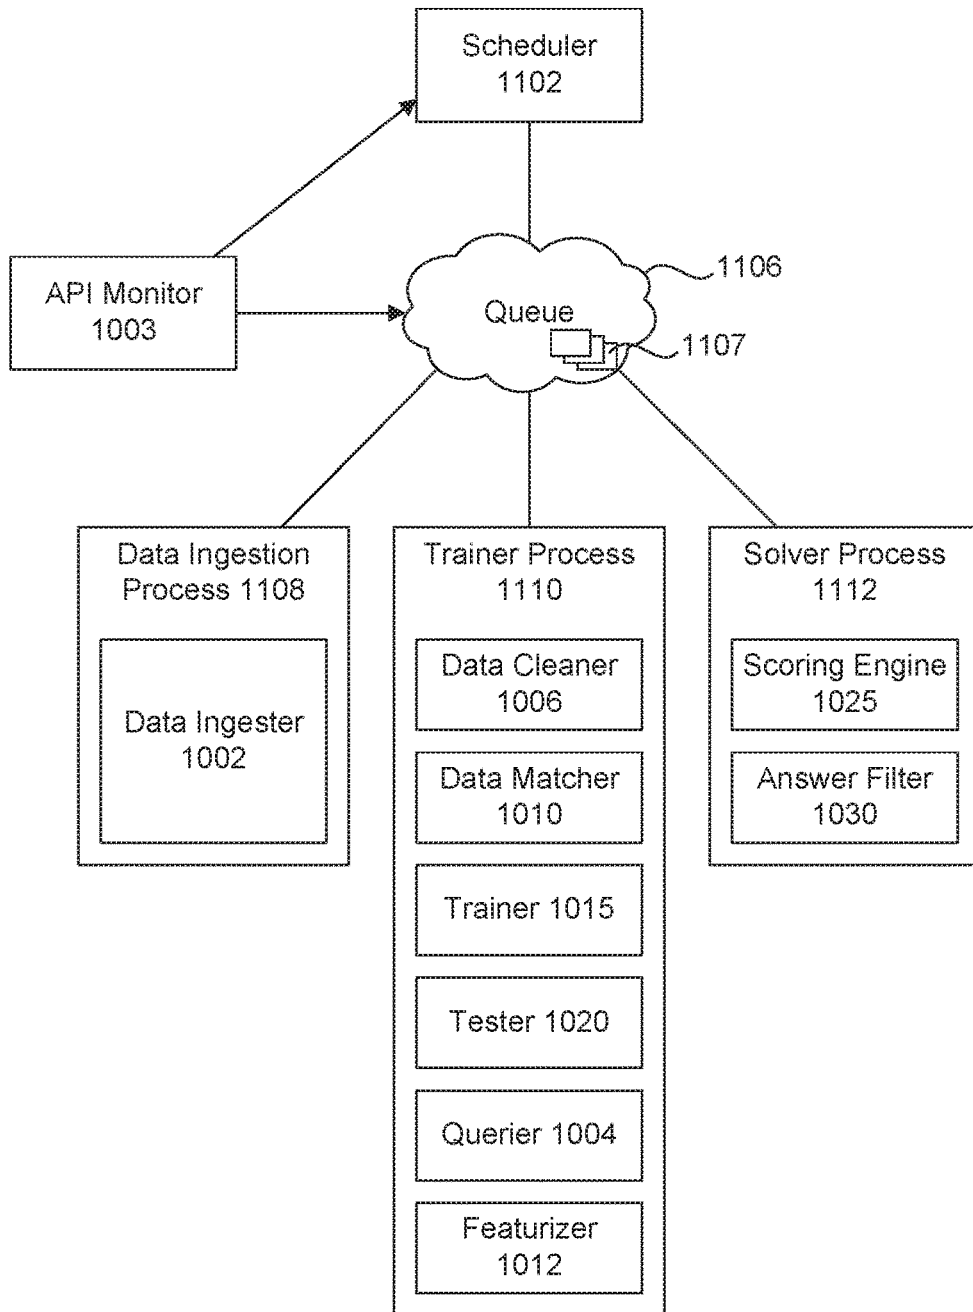 Scheduler
1102
API Monitor
1003
Queue
1106
1107
Data Ingestion
Process 1108
Data Ingester
1002
Trainer Process
1110
Data Cleaner
1006
Data Matcher
1010
Trainer 1015
Tester 1020
Querier 1004
Featurizer
1012
Solver Process
1112
Scoring Engine
1025
Answer Filter
1030